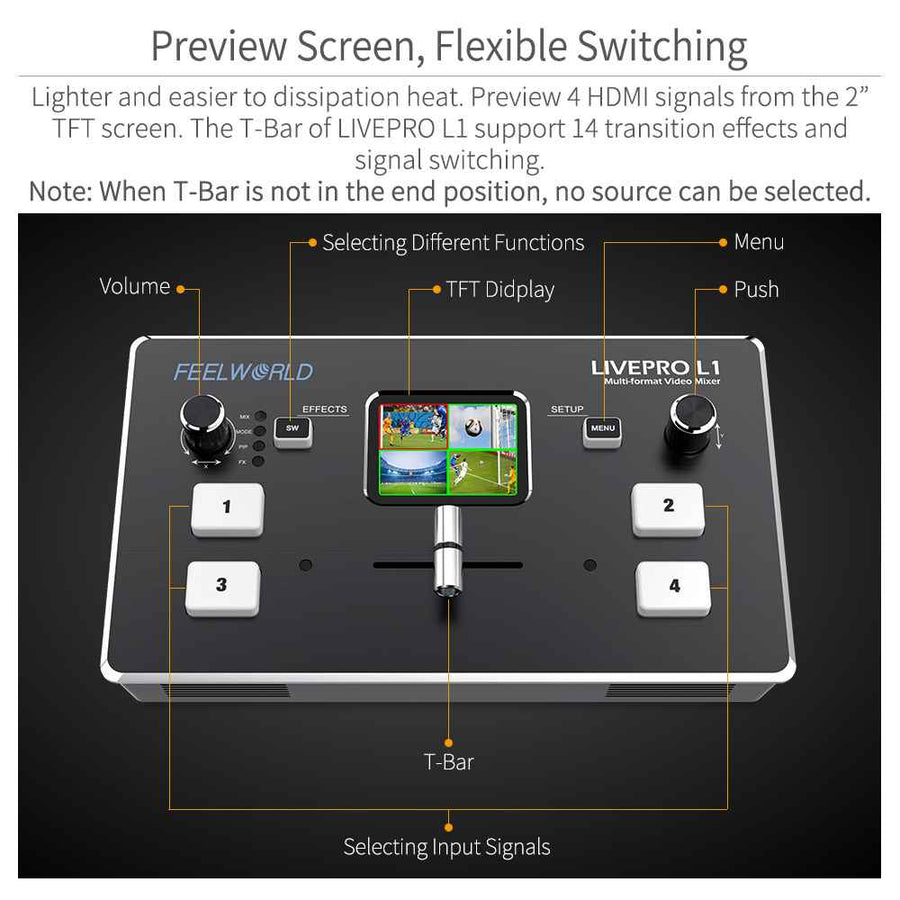 Preview Screen, Flexible Switching
Lighter and easier to dissipation heat. Preview 4 HDMI signals from the 2”
TFT screen. The T-Bar of LIVEPRO L1 support 14 transition effects and
signal switching.
Note: When T-Bar is not in the end position, no source can be selected.
Selecting Different Functions
Menu
Volume
TFT Didplay
Push
FEELWORLD
LIVEPRO L1
Multi-format Video Mixer
EFFECTS
SETUP
MIX
MODE
PIP
FX
SW
MENU
X
Y
1
2
3
4
T-Bar
Selecting Input Signals